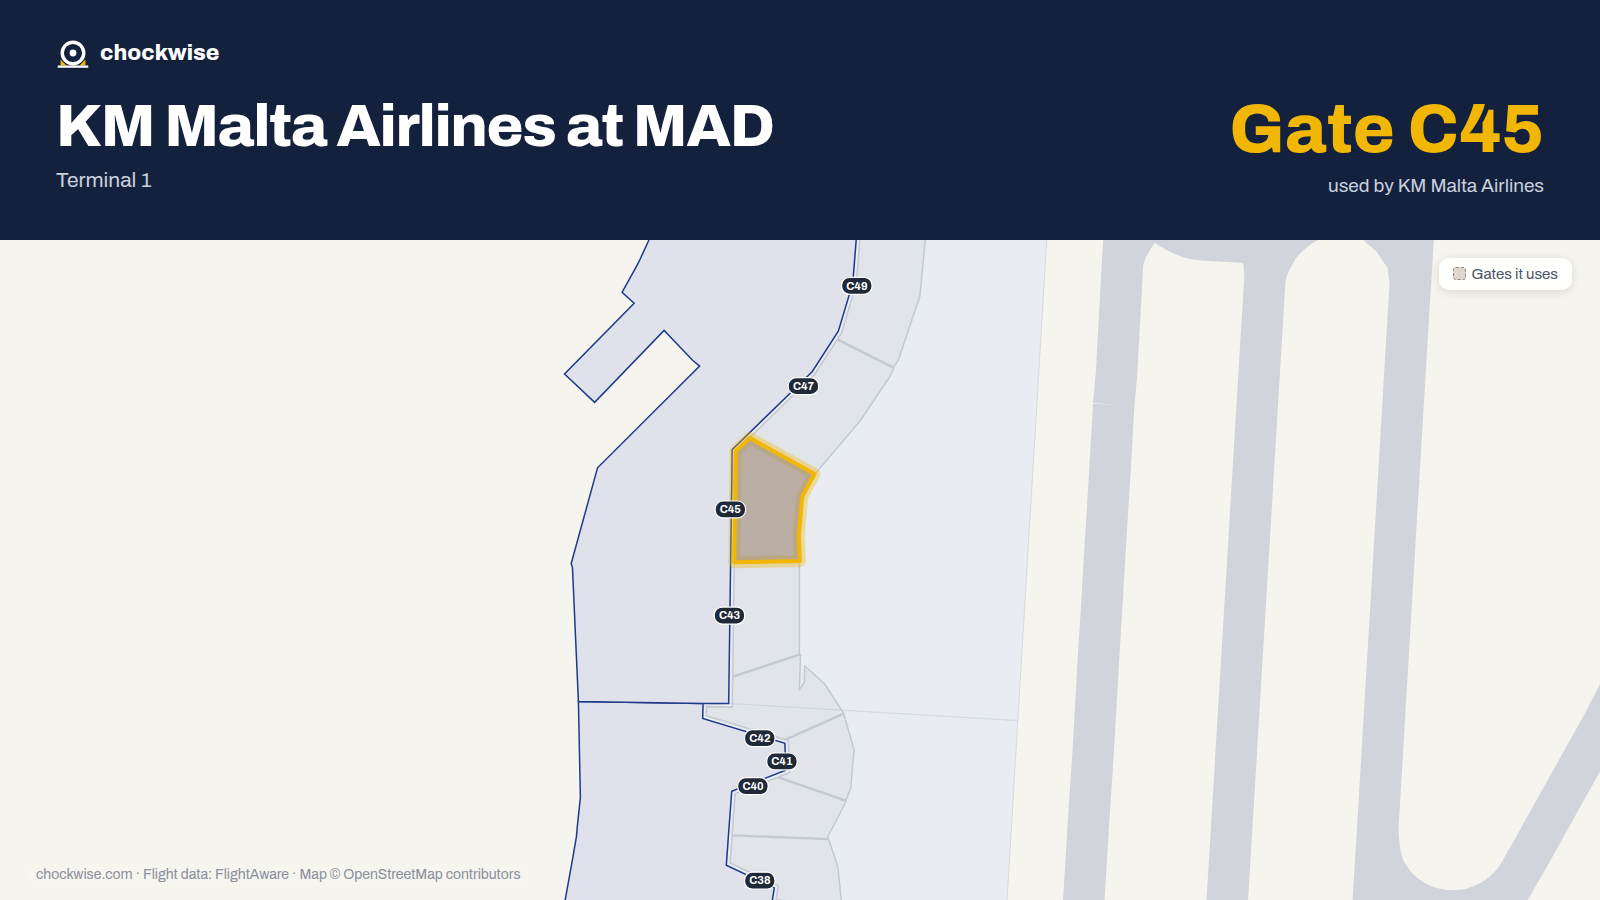 chockwise
KM Malta Airlines at MAD
Terminal 1
Gate C45
used by KM Malta Airlines
Gates it uses
C49
C47
C45
C43
C42
C41
C40
C38
chockwise.com · Flight data: FlightAware · Map © OpenStreetMap contributors